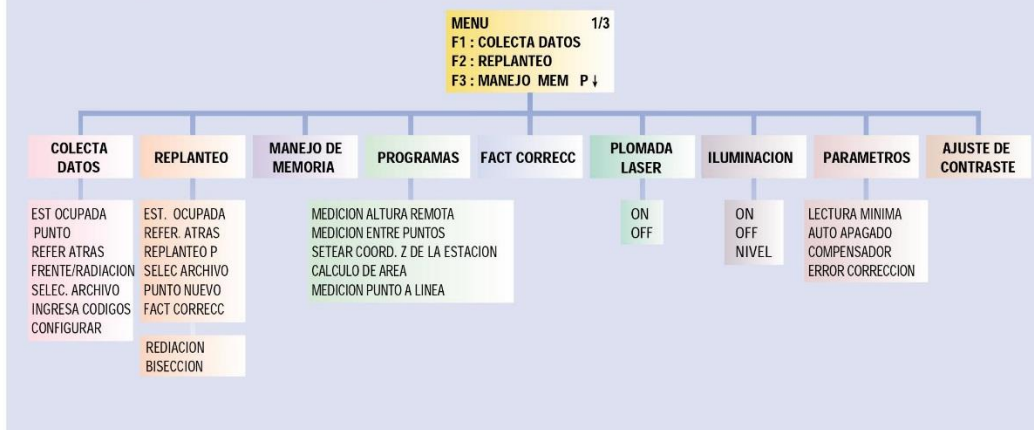 MENU 1/3
F1 : COLECTA DATOS
F2 : REPLANTEO
F3 : MANEJO MEM P↓
COLECTA
DATOS
REPLANTEO
MANEJO DE
MEMORIA
PROGRAMAS
FACT CORRECC
PLOMADA
LASER
ILUMINACION
PARAMETROS
AJUSTE DE
CONTRASTE
EST OCUPADA
PUNTO
REFER ATRAS
FRENTE/RADIACION
SELEC. ARCHIVO
INGRESA CODIGOS
CONFIGURAR
EST. OCUPADA
REFER. ATRAS
REPLANTEO P
SELEC ARCHIVO
PUNTO NUEVO
FACT CORRECC
REDIACION
BISECCION
MEDICION ALTURA REMOTA
MEDICION ENTRE PUNTOS
SETEAR COORD. Z DE LA ESTACION
CALCULO DE AREA
MEDICION PUNTO A LINEA
ON
OFF
ON
OFF
NIVEL
LECTURA MINIMA
AUTO APAGADO
COMPENSADOR
ERROR CORRECCION